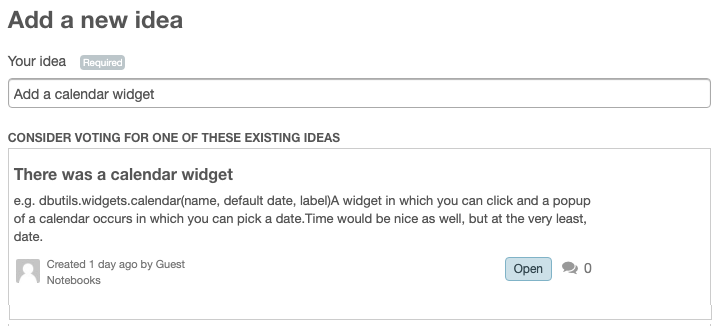 Add a new idea
Your idea Required
Add a calendar widget
CONSIDER VOTING FOR ONE OF THESE EXISTING IDEAS
There was a calendar widget
e.g. dbutils.widgets.calendar(name, default date, label)A widget in which you can click and a popup
of a calendar occurs in which you can pick a date.Time would be nice as well, but at the very least,
date.
Created 1 day ago by Guest
Notebooks
Open 0